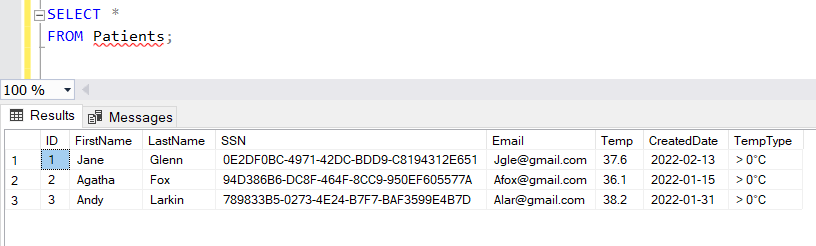 SELECT *
FROM Patients;
100 %
Results Messages
ID FirstName LastName SSN Email Temp CreatedDate TempType
1 1 Jane Glenn 0E2DF0BC-4971-42DC-BDD9-C8194312E651 Jgle@gmail.com 37.6 2022-02-13 > 0°C
2 2 Agatha Fox 94D386B6-DC8F-464F-8CC9-950EF605577A Afox@gmail.com 36.1 2022-01-15 > 0°C
3 3 Andy Larkin 789833B5-0273-4E24-B7F7-BAF3599E4B7D Alar@gmail.com 38.2 2022-01-31 > 0°C